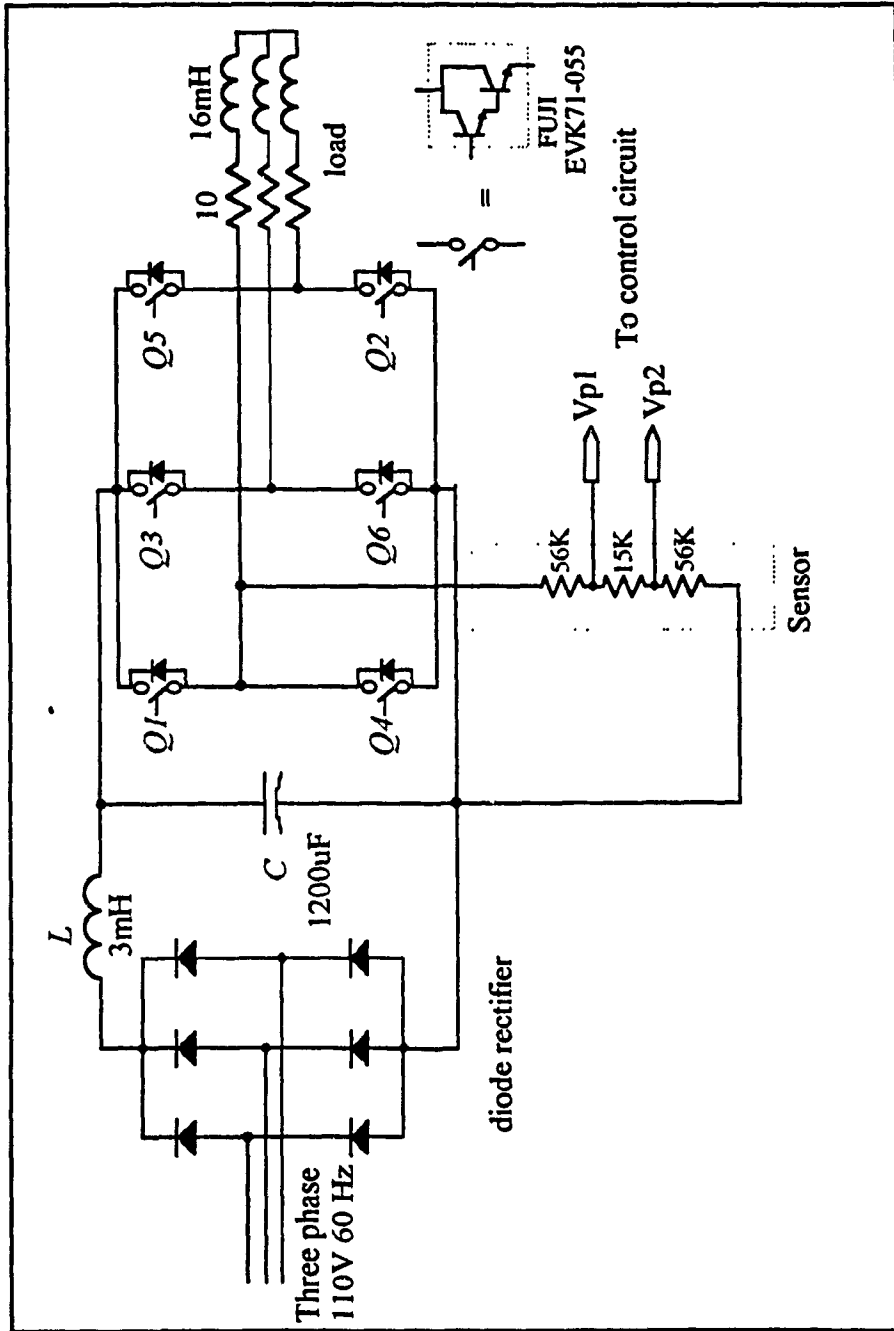 L
3mH
C
1200uF
Three phase
110V 60 Hz
diode rectifier
Q1
Q3
Q5
Q4
Q6
Q2
16mH
10
load
=
FUJI
EVK71-055
56K
15K
56K
Vp1
Vp2
To control circuit
Sensor